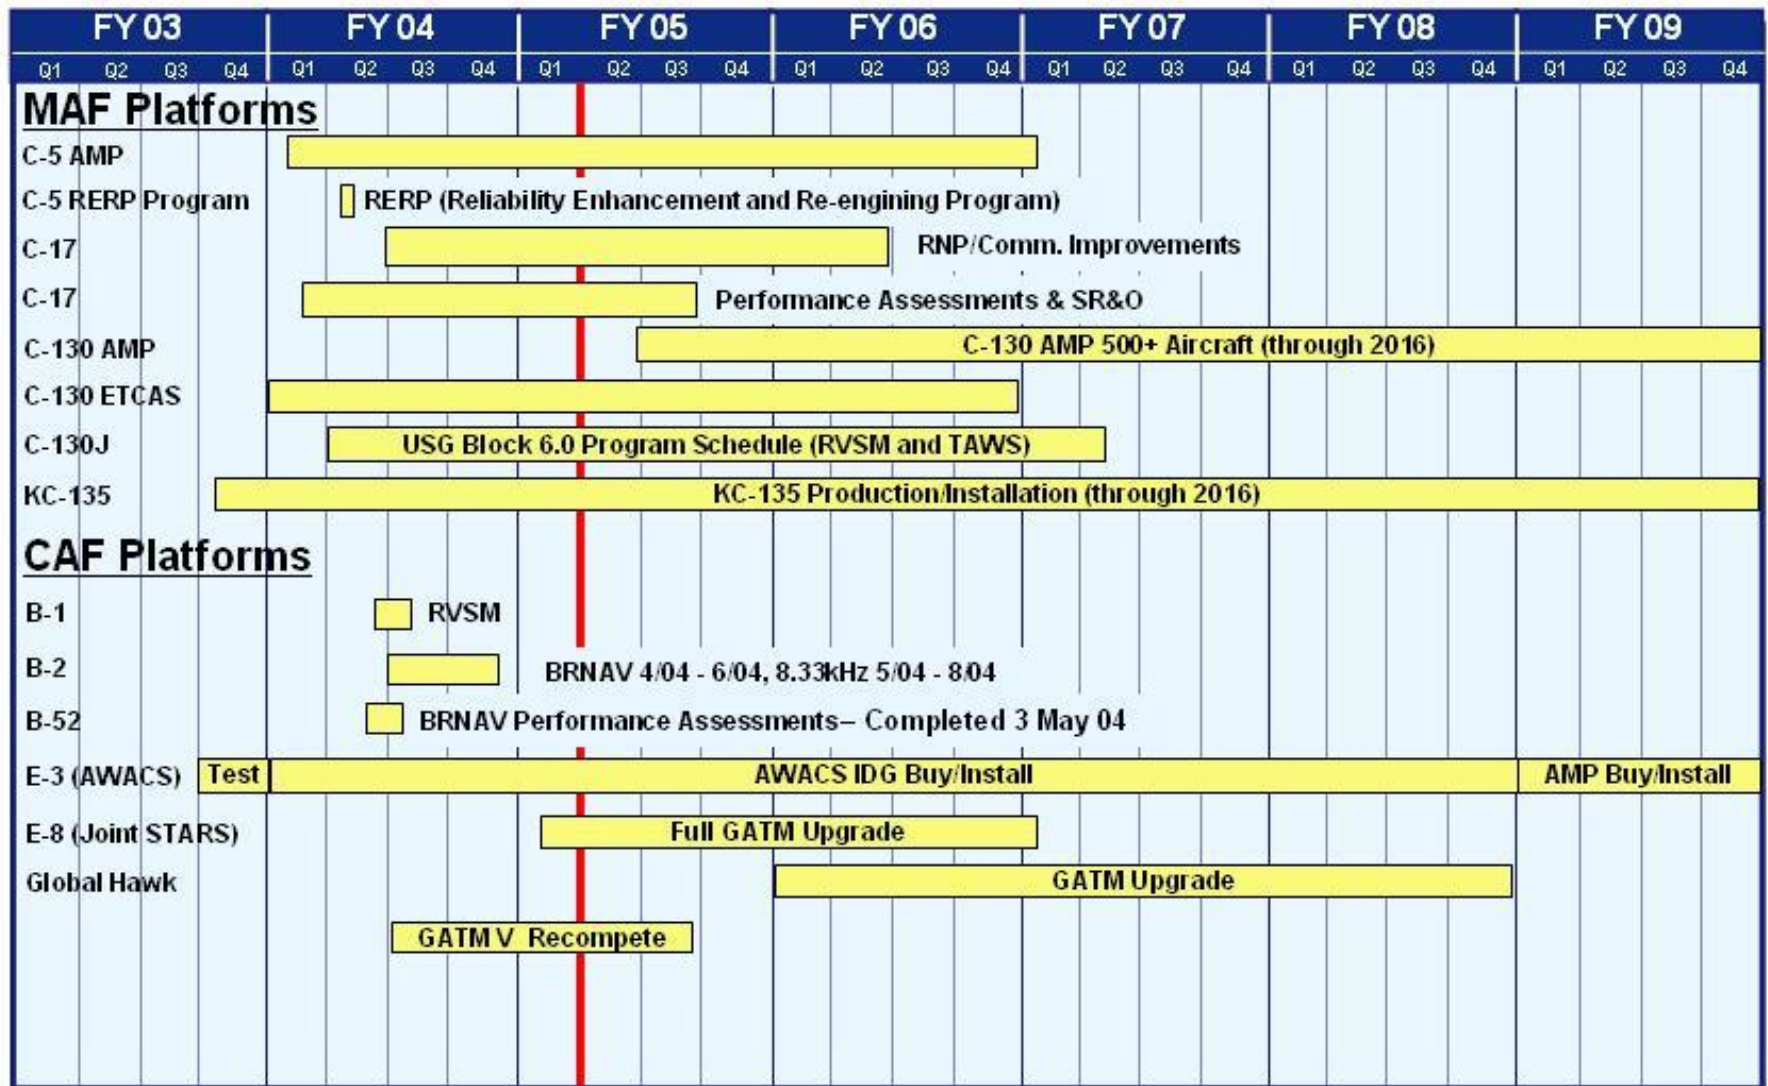 FY 03 FY 04 FY 05 FY 06 FY 07 FY 08 FY 09
Q1 Q2 Q3 Q4 Q1 Q2 Q3 Q4 Q1 Q2 Q3 Q4 Q1 Q2 Q3 Q4 Q1 Q2 Q3 Q4 Q1 Q2 Q3 Q4 Q1 Q2 Q3 Q4
MAF Platforms
C-5 AMP
C-5 RERP Program RERP (Reliability Enhancement and Re-engining Program)
C-17 RNP/Comm. Improvements
C-17 Performance Assessments & SR&O
C-130 AMP C-130 AMP 500+ Aircraft (through 2016)
C-130 ETCAS
C-130J USG Block 6.0 Program Schedule (RVSM and TAWS)
KC-135 KC-135 Production/Installation (through 2016)
CAF Platforms
B-1 RVSM
B-2 BRNAV 4/04 - 6/04, 8.33kHz 5/04 - 8/04
B-52 BRNAV Performance Assessments– Completed 3 May 04
E-3 (AWACS) Test AWACS IDG Buy/Install AMP Buy/Install
E-8 (Joint STARS) Full GATM Upgrade
Global Hawk GATM Upgrade
GATM V Recompete